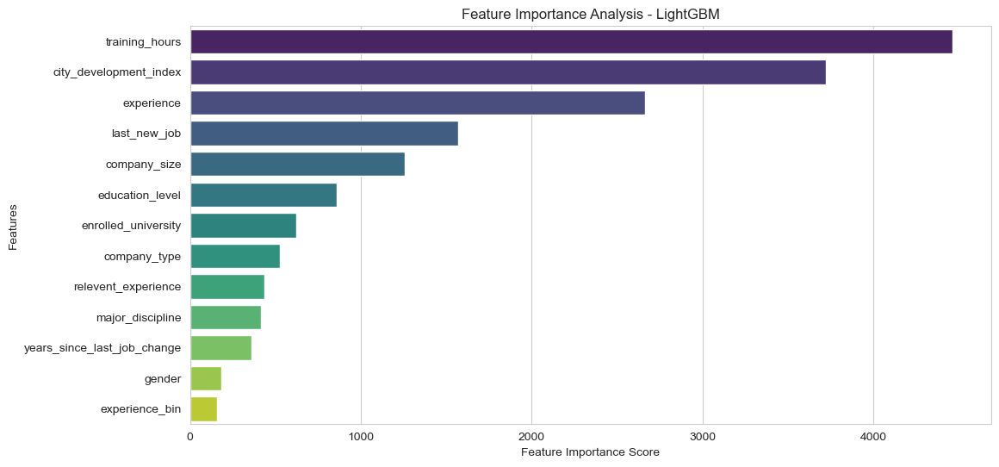 Feature Importance Analysis - LightGBM
training_hours
city_development_index
experience
last_new_job
company_size
education_level
enrolled_university
company_type
relevent_experience
major_discipline
years_since_last_job_change
gender
experience_bin
Features
0 1000 2000 3000 4000
Feature Importance Score